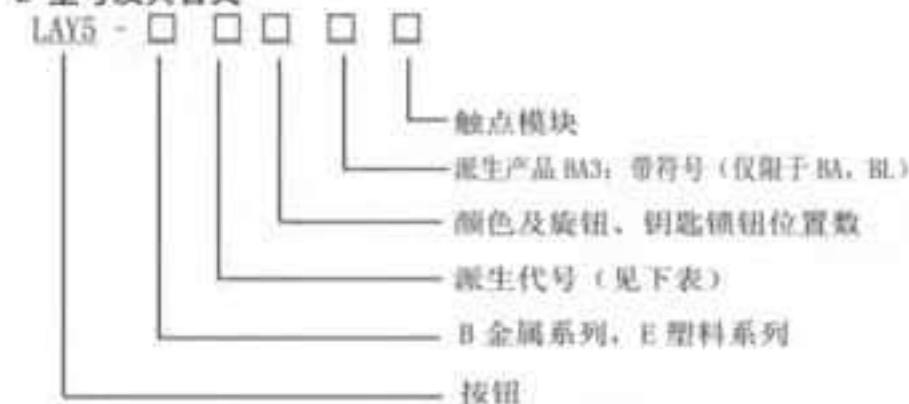 LAY5 - □ □ □ □ □
触点模块
派生产品 BA3：带符号（仅限于 BA、BL）
颜色及旋钮、钥匙锁钮位置数
派生代号（见下表）
B 金属系列，E 塑料系列
按钮